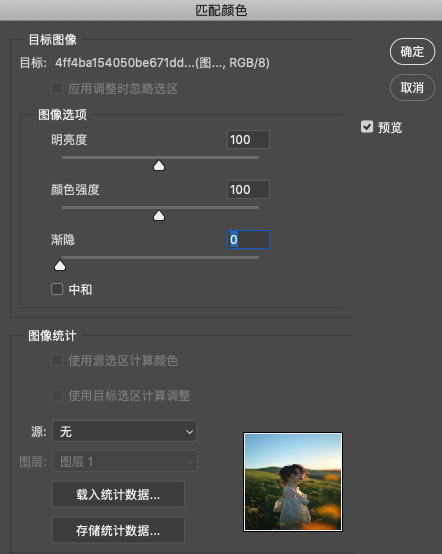 匹配颜色
目标图像
目标: 4ff4ba154050be671dd...(图..., RGB/8)
确定
应用调整时忽略选区
取消
图像选项
预览
明亮度 100
颜色强度 100
渐隐 0
中和
图像统计
使用源选区计算颜色
使用目标选区计算调整
源: 无
图层: 图层 1
载入统计数据...
存储统计数据...